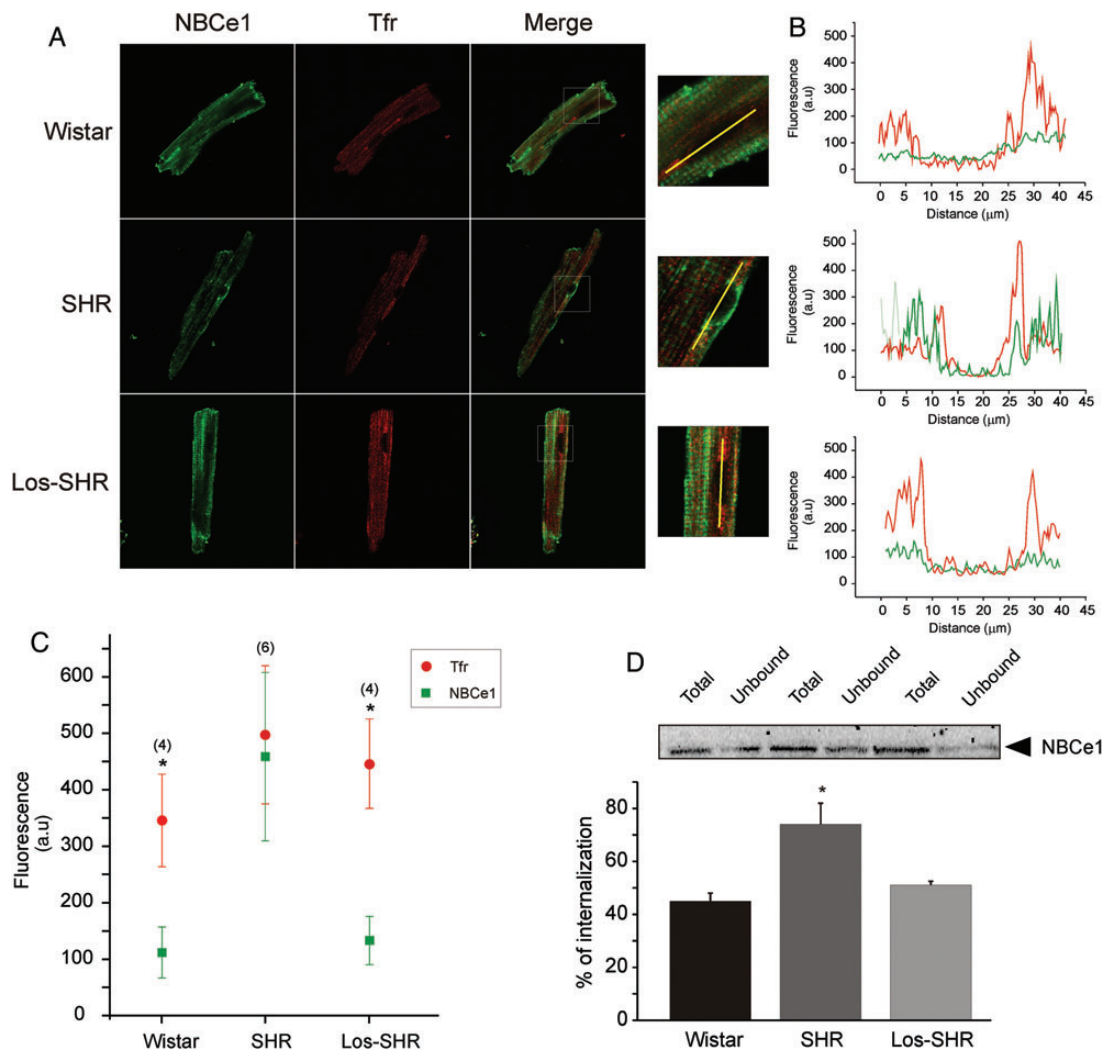 A
NBCe1
Tfr
Merge
Wistar
SHR
Los-SHR
B
Fluorescence
(a.u)
500
400
300
200
100
0
0 5 10 15 20 25 30 35 40 45
Distance (μm)
Fluorescence
(a.u)
500
400
300
200
100
0
0 5 10 15 20 25 30 35 40 45
Distance (μm)
Fluorescence
(a.u)
500
400
300
200
100
0
0 5 10 15 20 25 30 35 40 45
Distance (μm)
C
Fluorescence
(a.u)
600
500
400
300
200
100
0
(4)
*
(6)
(4)
*
Tfr
NBCe1
Wistar
SHR
Los-SHR
D
Total
Unbound
Total
Unbound
Total
Unbound
NBCe1
% of internalization
80
60
40
20
0
*
Wistar
SHR
Los-SHR